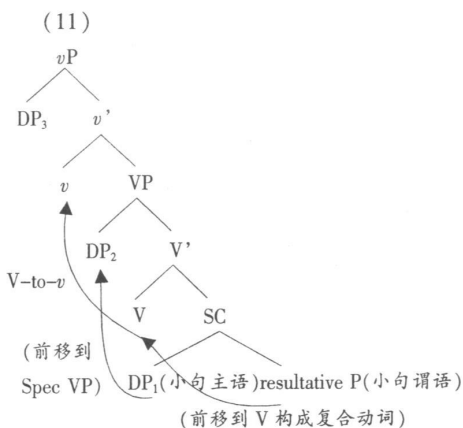 (11)
vP
DP₃ v’
v VP
DP₂ V’
V-to-v
V SC
(前移到
Spec VP) DP₁(小句主语)resultative P(小句谓语)
(前移到 V 构成复合动词)